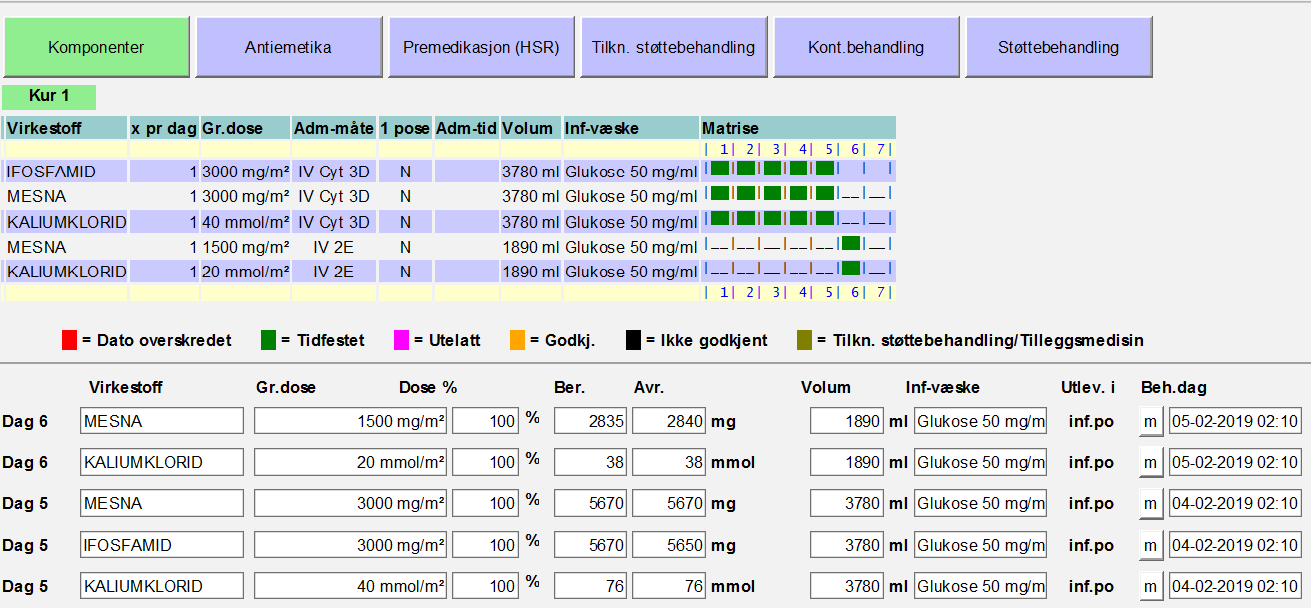 Komponenter Antiemetika Premedikasjon (HSR) Tilkn. støttebehandling Kont.behandling Støttebehandling
Kur 1
Virkestoff x pr dag Gr.dose Adm-måte 1 pose Adm-tid Volum Inf-væske Matrise
| 1| 2| 3| 4| 5| 6| 7|
IFOSFAMID 1 3000 mg/m² IV Cyt 3D N 3780 ml Glukose 50 mg/ml
MESNA 1 3000 mg/m² IV Cyt 3D N 3780 ml Glukose 50 mg/ml
KALIUMKLORID 1 40 mmol/m² IV Cyt 3D N 3780 ml Glukose 50 mg/ml
MESNA 1 1500 mg/m² IV 2E N 1890 ml Glukose 50 mg/ml
KALIUMKLORID 1 20 mmol/m² IV 2E N 1890 ml Glukose 50 mg/ml
| 1| 2| 3| 4| 5| 6| 7|
= Dato overskredet = Tidfestet = Utelatt = Godkj. = Ikke godkjent = Tilkn. støttebehandling/Tilleggsmedisin
Virkestoff Gr.dose Dose % Ber. Avr. Volum Inf-væske Utlev. i Beh.dag
Dag 6 MESNA 1500 mg/m² 100 % 2835 2840 mg 1890 ml Glukose 50 mg/m inf.po m 05-02-2019 02:10
Dag 6 KALIUMKLORID 20 mmol/m² 100 % 38 38 mmol 1890 ml Glukose 50 mg/m inf.po m 05-02-2019 02:10
Dag 5 MESNA 3000 mg/m² 100 % 5670 5670 mg 3780 ml Glukose 50 mg/m inf.po m 04-02-2019 02:10
Dag 5 IFOSFAMID 3000 mg/m² 100 % 5670 5650 mg 3780 ml Glukose 50 mg/m inf.po m 04-02-2019 02:10
Dag 5 KALIUMKLORID 40 mmol/m² 100 % 76 76 mmol 3780 ml Glukose 50 mg/m inf.po m 04-02-2019 02:10